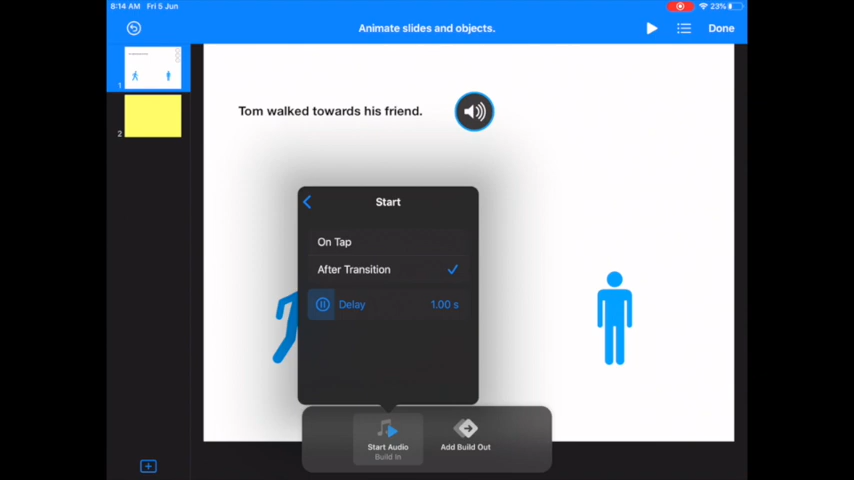 8:14 AM Fri 5 Jun
23%
Animate slides and objects.
Done
1
2
Tom walked towards his friend.
Start
On Tap
After Transition
Delay 1.00 s
Start Audio
Build In
Add Build Out